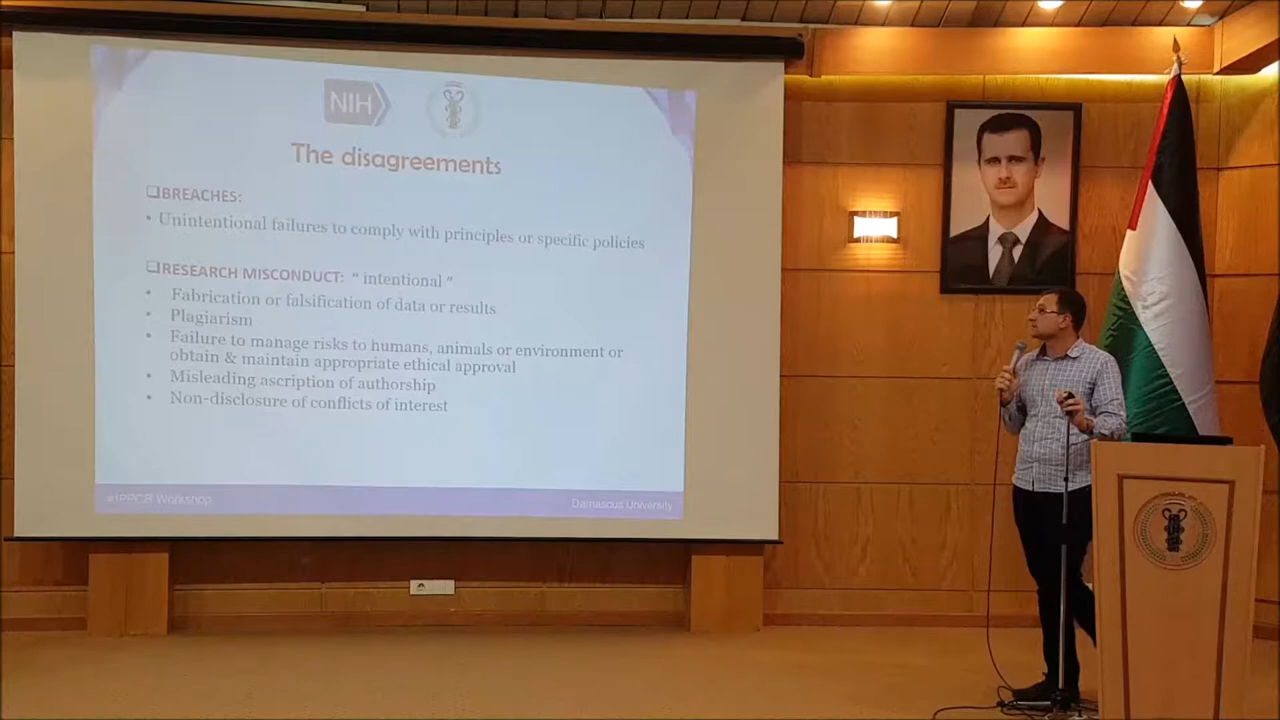 NIH
The disagreements
❑BREACHES:
• Unintentional failures to comply with principles or specific policies
❑RESEARCH MISCONDUCT: “ intentional ”
• Fabrication or falsification of data or results
• Plagiarism
• Failure to manage risks to humans, animals or environment or
obtain & maintain appropriate ethical approval
• Misleading ascription of authorship
• Non-disclosure of conflicts of interest
Workshop
Damascus University